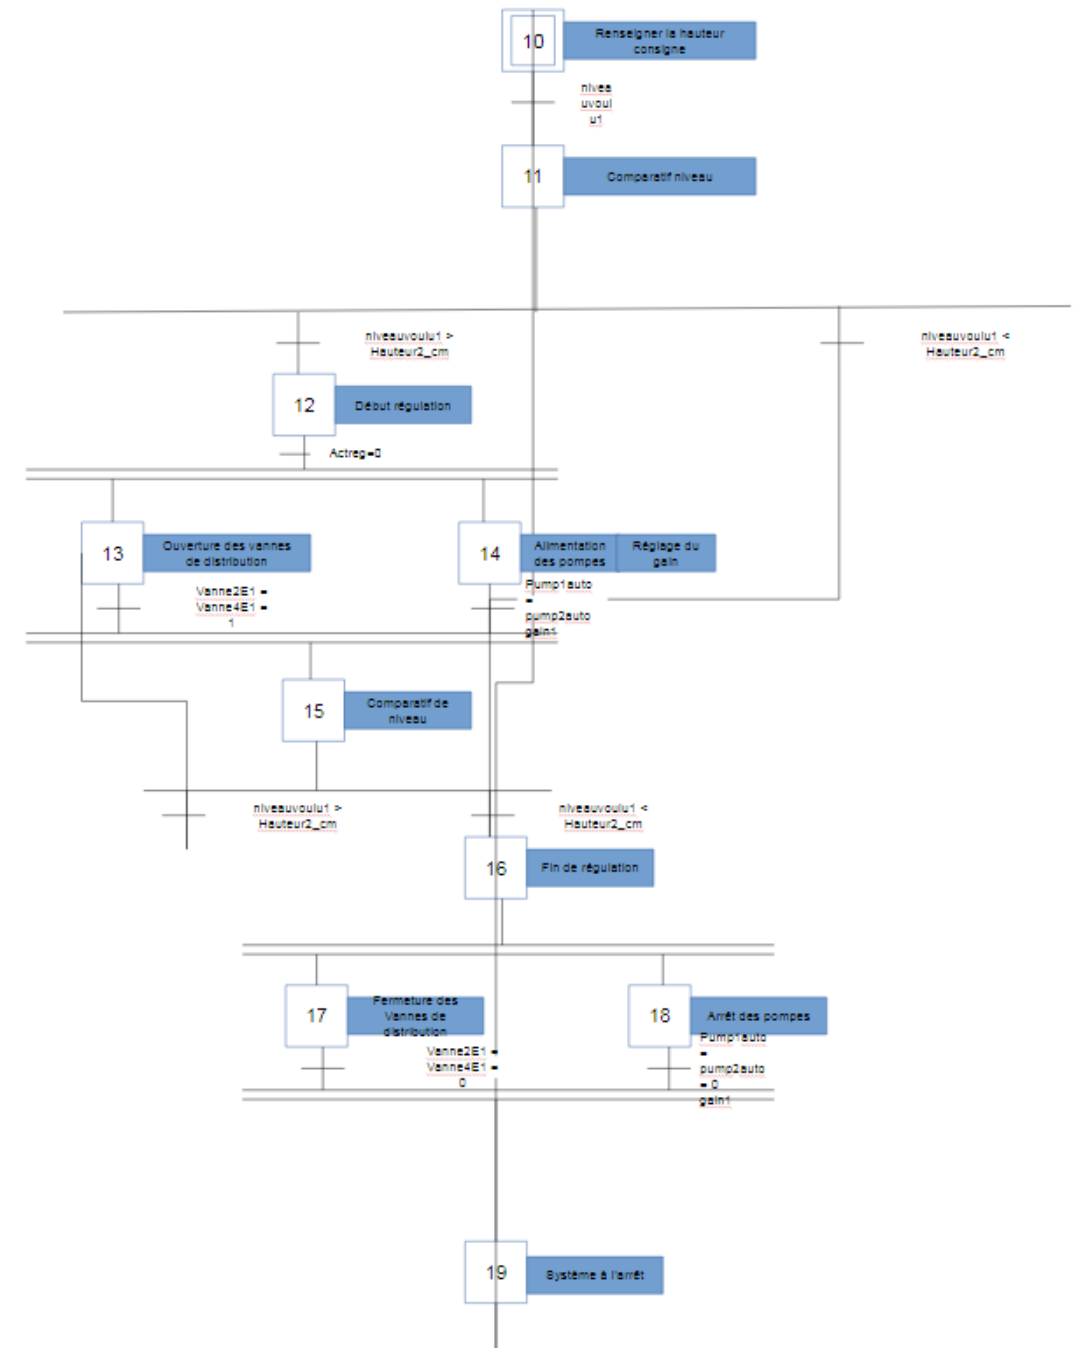 10
Renseigner la hauteur
consigne
nivea
uvoul
u1
11
Comparatif niveau
niveauvoulu1 >
Hauteur2_cm
niveauvoulu1 <
Hauteur2_cm
12
Début régulation
Actreg=0
13
Ouverture des vannes
de distribution
14
Alimentation
des pompes
Réglage du
gain
Vanne2E1 =
Vanne4E1 =
1
Pump1auto
=
pump2auto
gain1
15
Comparatif de
niveau
niveauvoulu1 >
Hauteur2_cm
niveauvoulu1 <
Hauteur2_cm
16
Fin de régulation
17
Fermeture des
Vannes de
distribution
18
Arrêt des pompes
Vanne2E1 =
Vanne4E1 =
0
Pump1auto
=
pump2auto
= 0
gain1
19
Système à l'arrêt